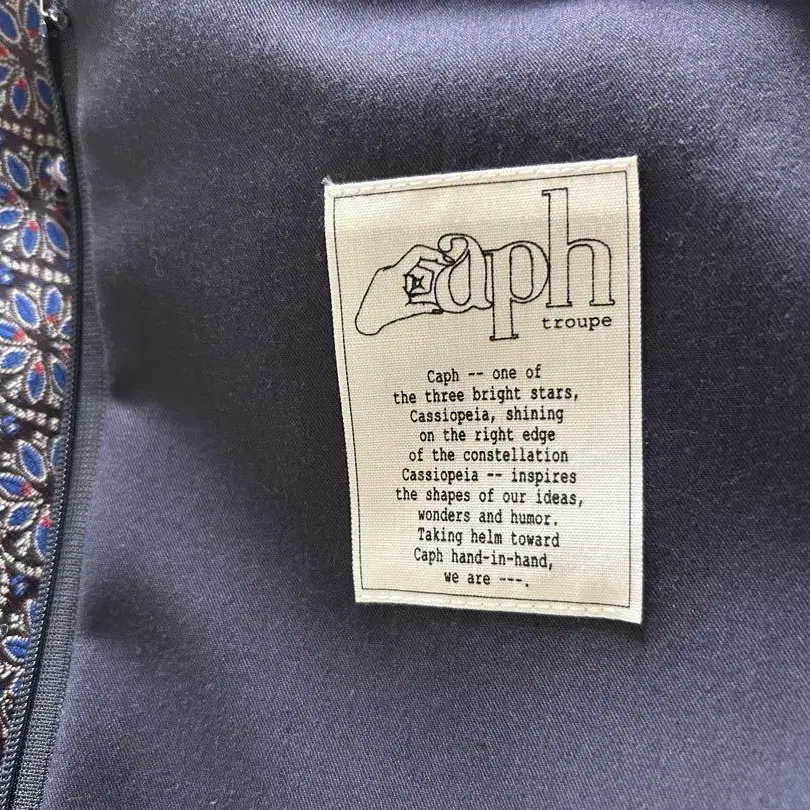 caph
troupe
Caph -- one of
the three bright stars,
Cassiopeia, shining
on the right edge
of the constellation
Cassiopeia -- inspires
the shapes of our ideas,
wonders and humor.
Taking helm toward
Caph hand-in-hand,
we are ---.